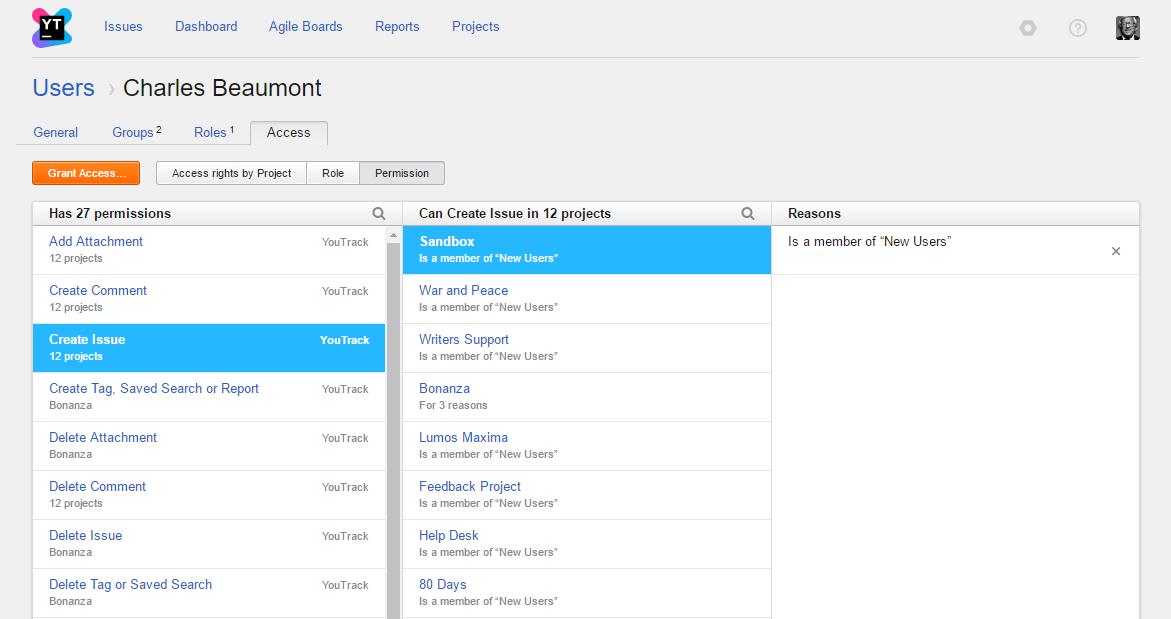 YT
Issues
Dashboard
Agile Boards
Reports
Projects
?
Users › Charles Beaumont
General
Groups 2
Roles 1
Access
Grant Access...
Access rights by Project
Role
Permission
Has 27 permissions
Add Attachment
YouTrack
12 projects
Create Comment
YouTrack
12 projects
Create Issue
YouTrack
12 projects
Create Tag, Saved Search or Report
YouTrack
Bonanza
Delete Attachment
YouTrack
Bonanza
Delete Comment
YouTrack
12 projects
Delete Issue
YouTrack
Bonanza
Delete Tag or Saved Search
YouTrack
Bonanza
Can Create Issue in 12 projects
Sandbox
Is a member of “New Users”
War and Peace
Is a member of “New Users”
Writers Support
Is a member of “New Users”
Bonanza
For 3 reasons
Lumos Maxima
Is a member of “New Users”
Feedback Project
Is a member of “New Users”
Help Desk
Is a member of “New Users”
80 Days
Is a member of “New Users”
Reasons
Is a member of “New Users”